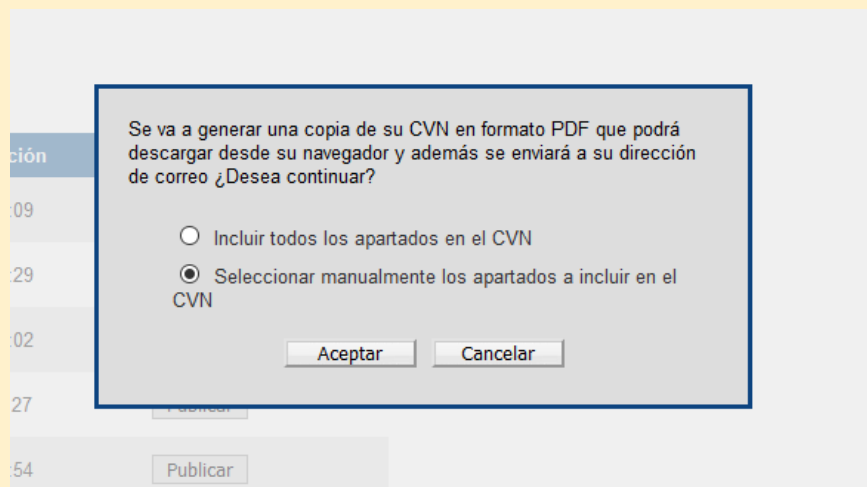 Se va a generar una copia de su CVN en formato PDF que podrá
descargar desde su navegador y además se enviará a su dirección
de correo ¿Desea continuar?
Incluir todos los apartados en el CVN
Seleccionar manualmente los apartados a incluir en el
CVN
Aceptar Cancelar
ción
:09
:29
:02
27 Publicar
:54 Publicar